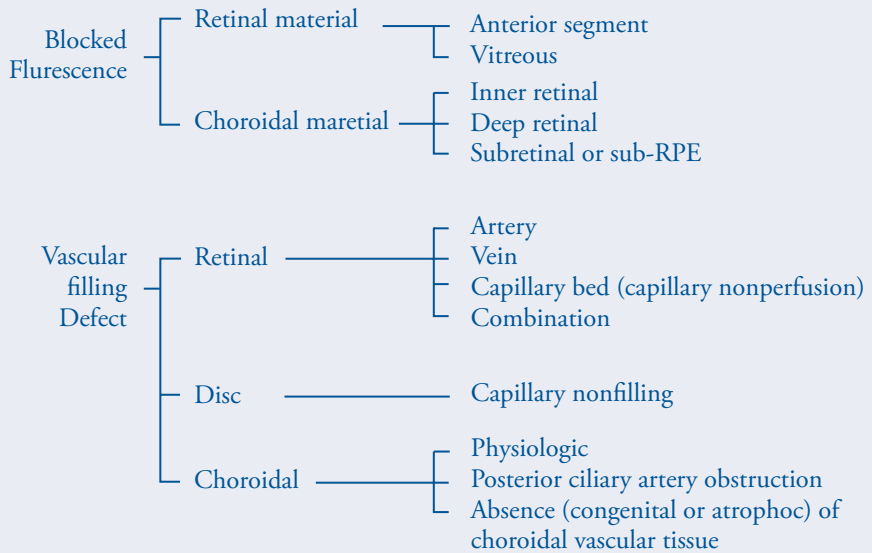 Blocked
Flurescence
Retinal material
Anterior segment
Vitreous
Choroidal maretial
Inner retinal
Deep retinal
Subretinal or sub-RPE
Vascular
filling
Defect
Retinal
Artery
Vein
Capillary bed (capillary nonperfusion)
Combination
Disc
Capillary nonfilling
Choroidal
Physiologic
Posterior ciliary artery obstruction
Absence (congenital or atrophoc) of
choroidal vascular tissue